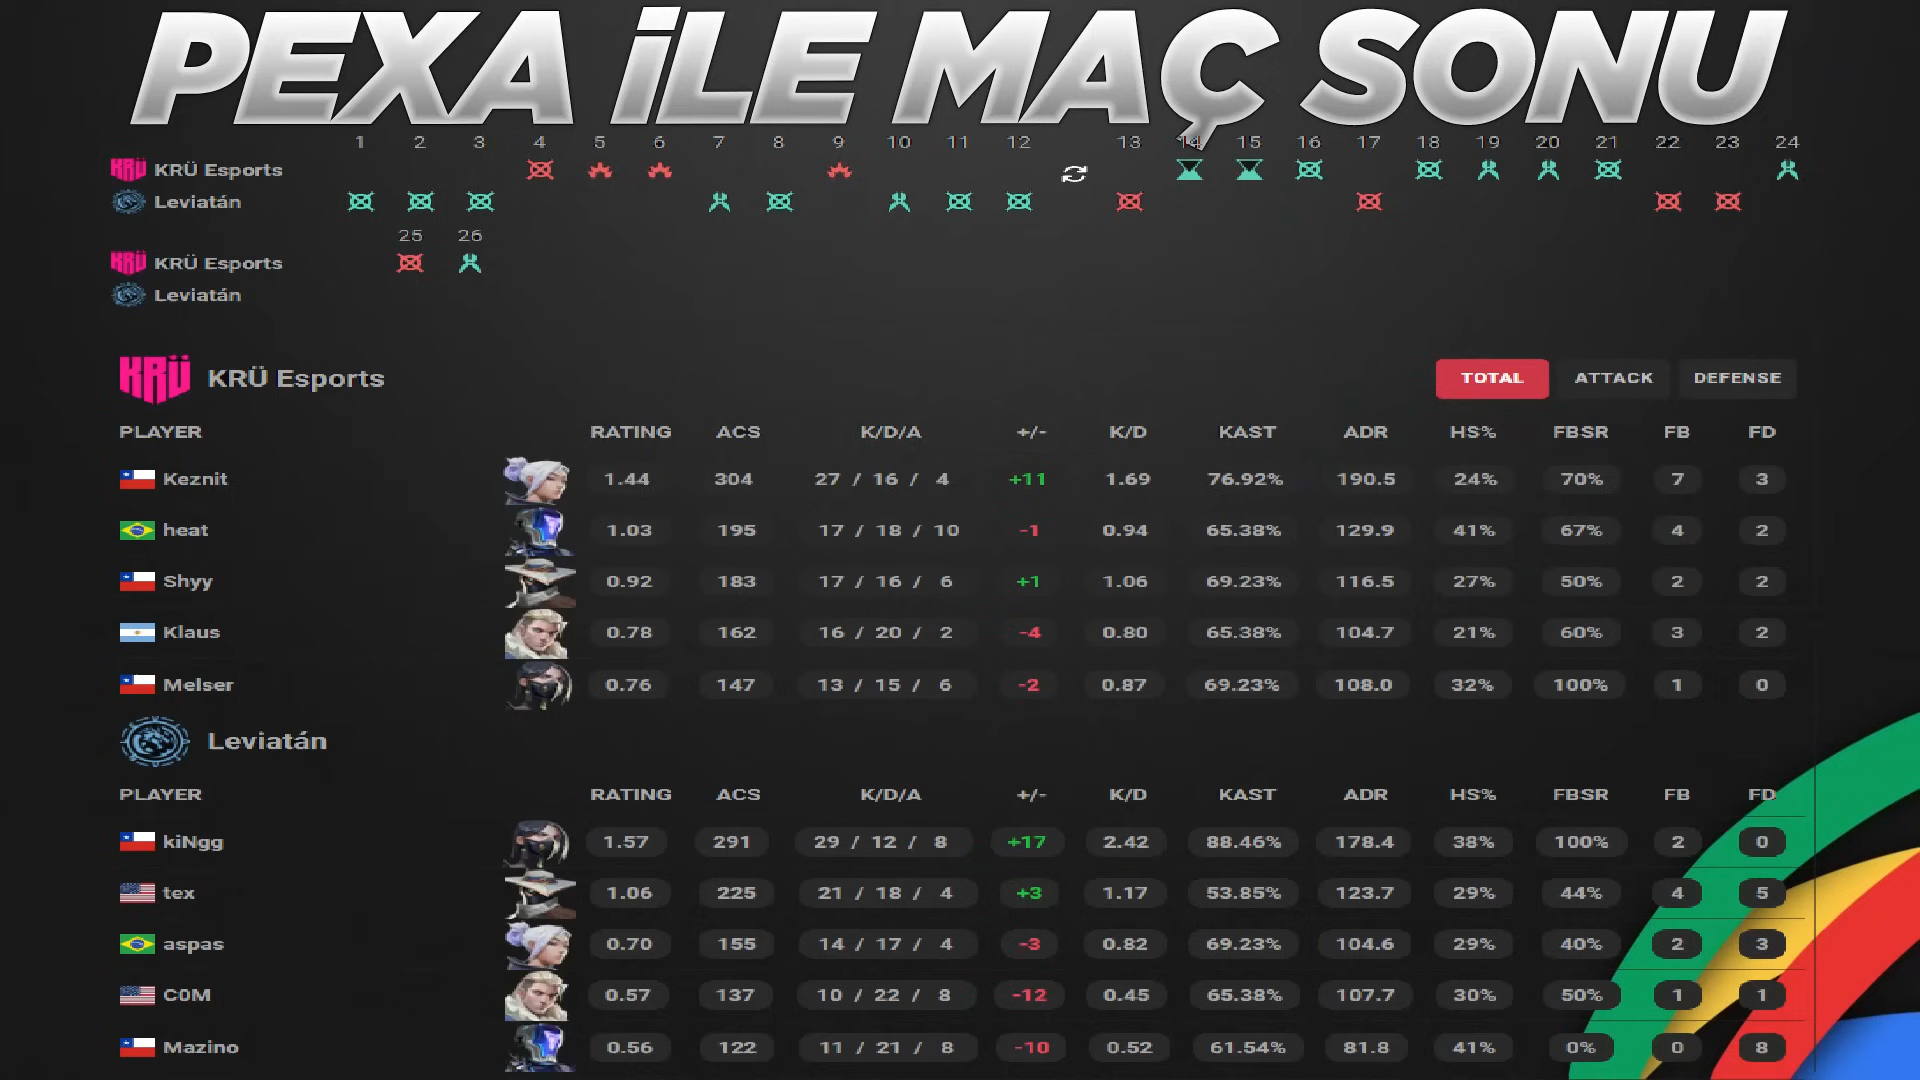 PEXA İLE MAÇ SONU
1 2 3 4 5 6 7 8 9 10 11 12 13 14 15 16 17 18 19 20 21 22 23 24
KRÜ KRÜ Esports
Leviatán
25 26
KRÜ KRÜ Esports
Leviatán
KRÜ KRÜ Esports TOTAL ATTACK DEFENSE
PLAYER RATING ACS K/D/A +/- K/D KAST ADR HS% FBSR FB FD
Keznit 1.44 304 27 / 16 / 4 +11 1.69 76.92% 190.5 24% 70% 7 3
heat 1.03 195 17 / 18 / 10 -1 0.94 65.38% 129.9 41% 67% 4 2
Shyy 0.92 183 17 / 16 / 6 +1 1.06 69.23% 116.5 27% 50% 2 2
Klaus 0.78 162 16 / 20 / 2 -4 0.80 65.38% 104.7 21% 60% 3 2
Melser 0.76 147 13 / 15 / 6 -2 0.87 69.23% 108.0 32% 100% 1 0
Leviatán
PLAYER RATING ACS K/D/A +/- K/D KAST ADR HS% FBSR FB FD
kiNgg 1.57 291 29 / 12 / 8 +17 2.42 88.46% 178.4 38% 100% 2 0
tex 1.06 225 21 / 18 / 4 +3 1.17 53.85% 123.7 29% 44% 4 5
aspas 0.70 155 14 / 17 / 4 -3 0.82 69.23% 104.6 29% 40% 2 3
C0M 0.57 137 10 / 22 / 8 -12 0.45 65.38% 107.7 30% 50% 1 1
Mazino 0.56 122 11 / 21 / 8 -10 0.52 61.54% 81.8 41% 0% 0 8